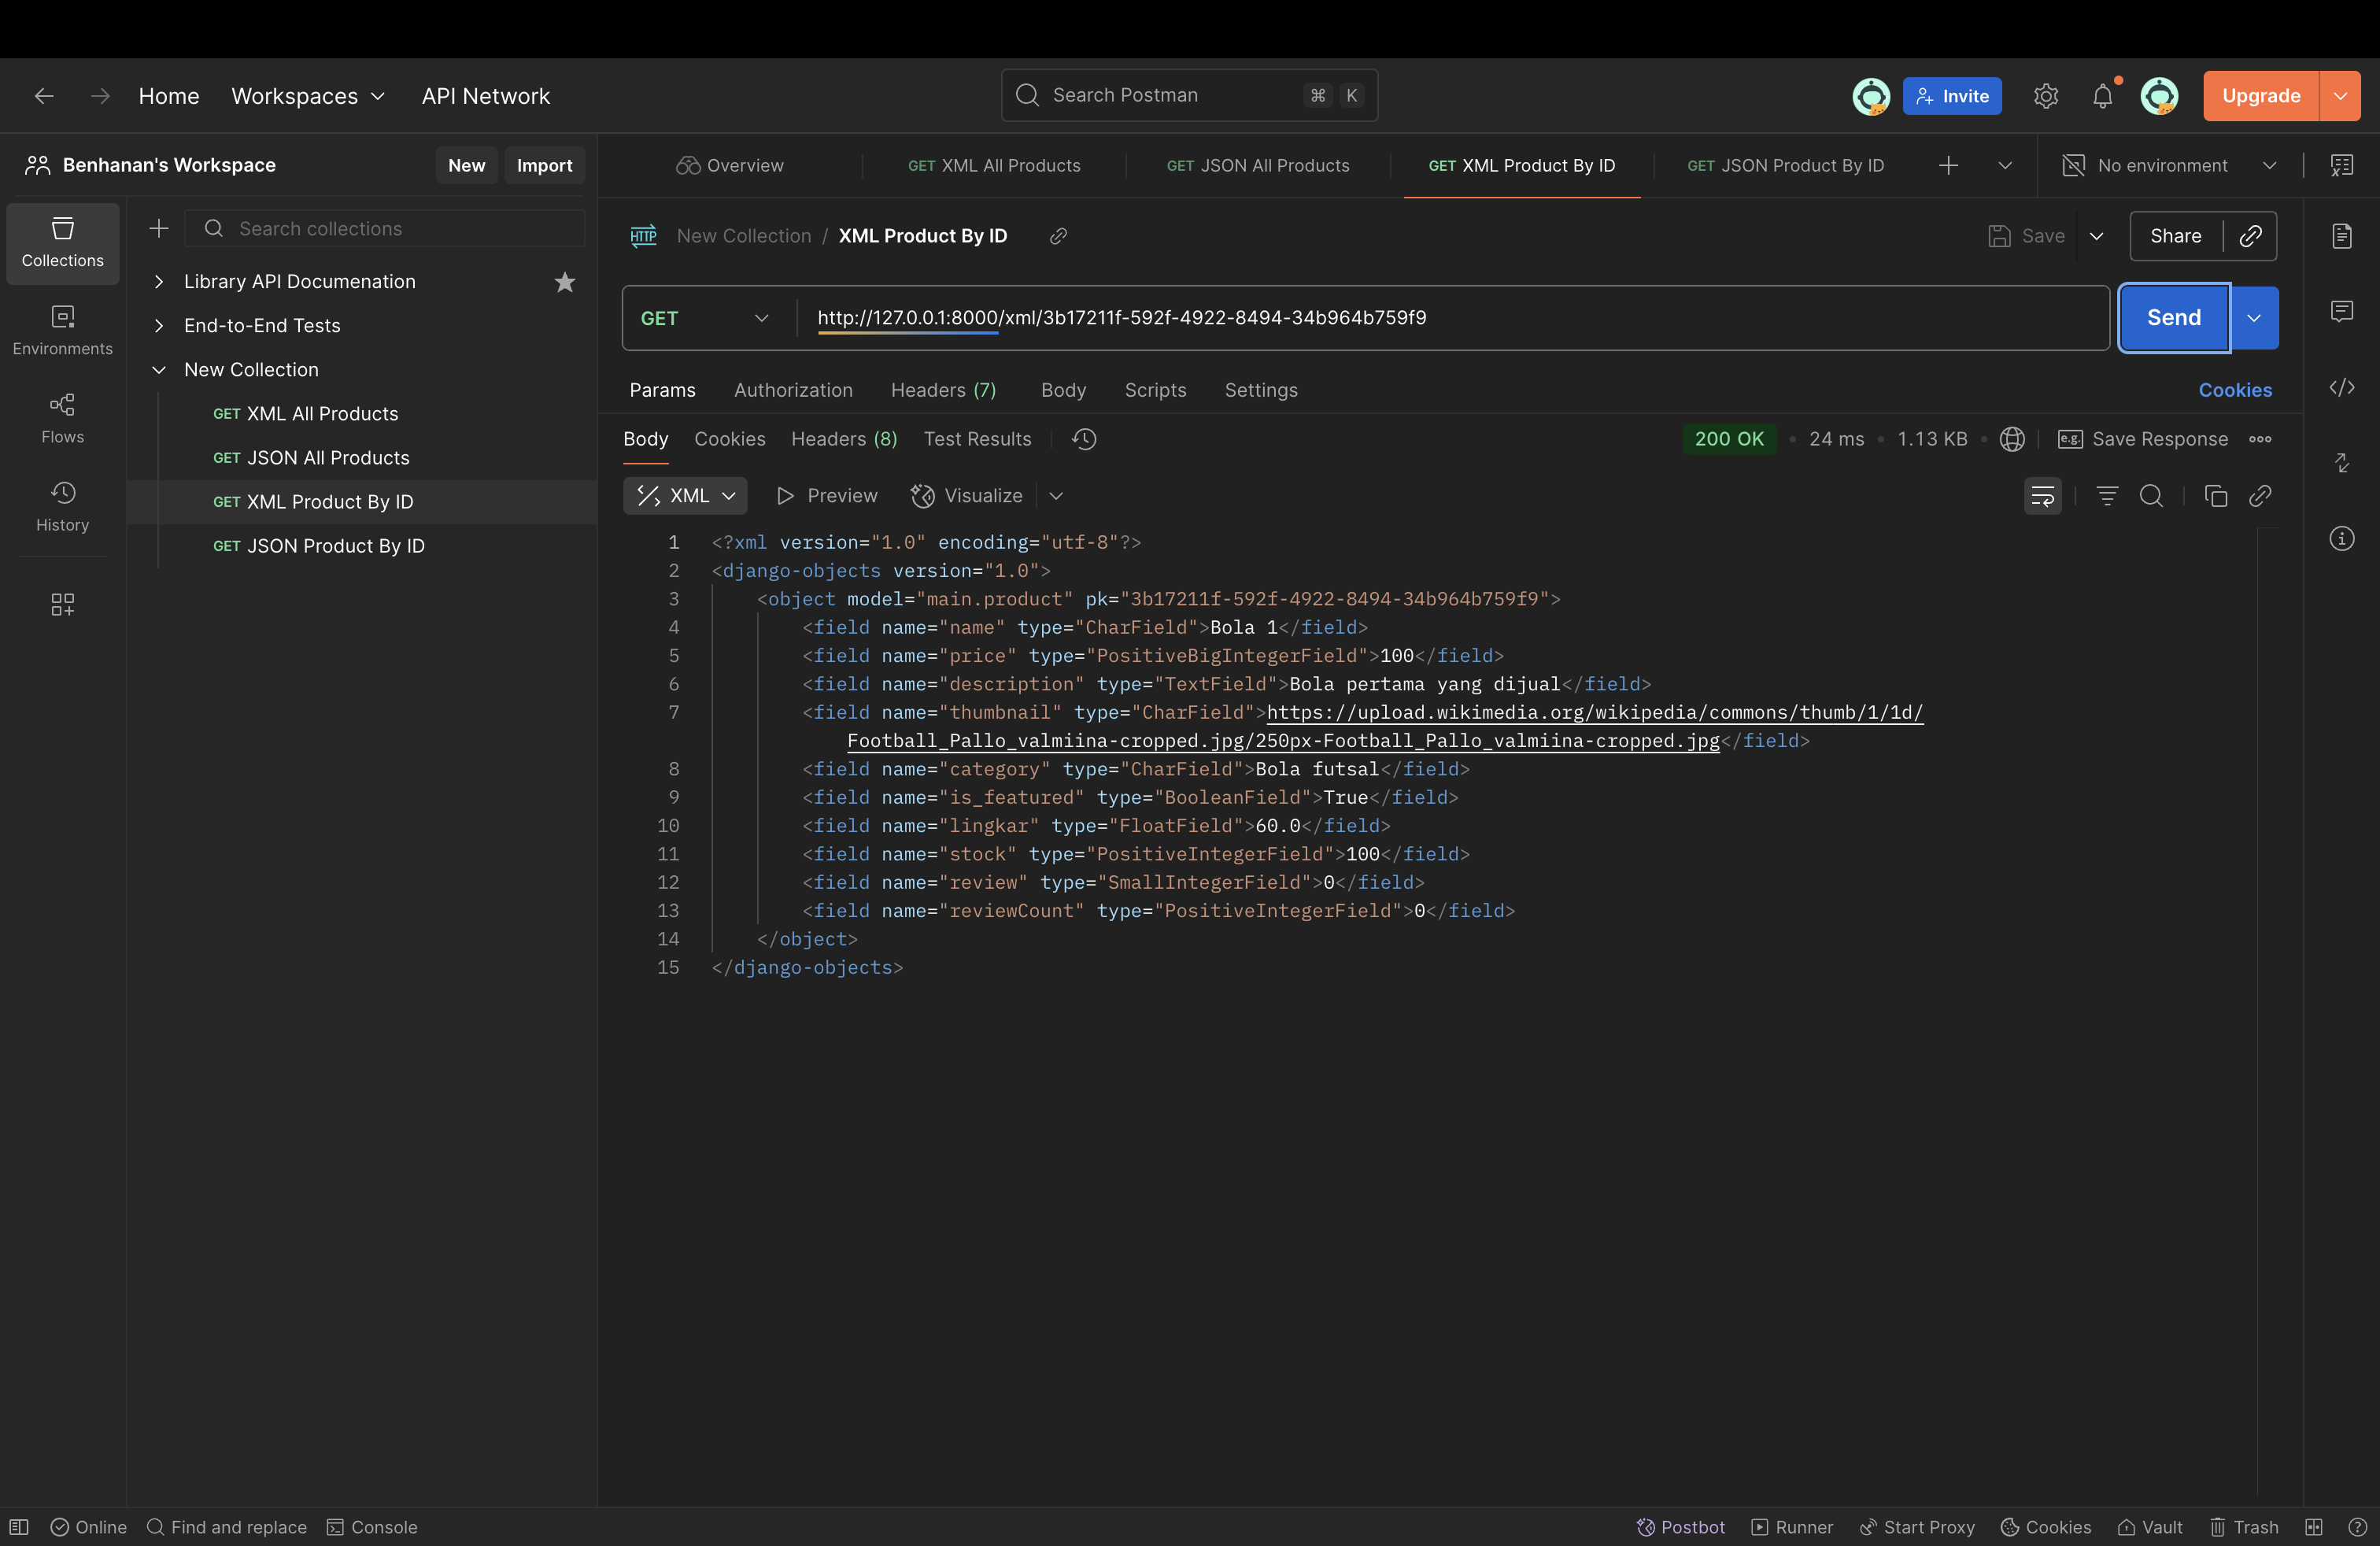 Home Workspaces API Network Search Postman ⌘ K Invite Upgrade
Benhanan's Workspace New Import
Overview GET XML All Products GET JSON All Products GET XML Product By ID GET JSON Product By ID No environment
Collections
Environments
Flows
History
Search collections
Library API Documenation
End-to-End Tests
New Collection
GET XML All Products
GET JSON All Products
GET XML Product By ID
GET JSON Product By ID
HTTP New Collection / XML Product By ID Save Share
GET http://127.0.0.1:8000/xml/3b17211f-592f-4922-8494-34b964b759f9 Send
Params Authorization Headers (7) Body Scripts Settings Cookies
Body Cookies Headers (8) Test Results 200 OK • 24 ms • 1.13 KB • e.g. Save Response
XML Preview Visualize
1 <?xml version="1.0" encoding="utf-8"?>
2 <django-objects version="1.0">
3 <object model="main.product" pk="3b17211f-592f-4922-8494-34b964b759f9">
4 <field name="name" type="CharField">Bola 1</field>
5 <field name="price" type="PositiveBigIntegerField">100</field>
6 <field name="description" type="TextField">Bola pertama yang dijual</field>
7 <field name="thumbnail" type="CharField">https://upload.wikimedia.org/wikipedia/commons/thumb/1/1d/
Football_Pallo_valmiina-cropped.jpg/250px-Football_Pallo_valmiina-cropped.jpg</field>
8 <field name="category" type="CharField">Bola futsal</field>
9 <field name="is_featured" type="BooleanField">True</field>
10 <field name="lingkar" type="FloatField">60.0</field>
11 <field name="stock" type="PositiveIntegerField">100</field>
12 <field name="review" type="SmallIntegerField">0</field>
13 <field name="reviewCount" type="PositiveIntegerField">0</field>
14 </object>
15 </django-objects>
Online Find and replace Console Postbot Runner Start Proxy Cookies Vault Trash